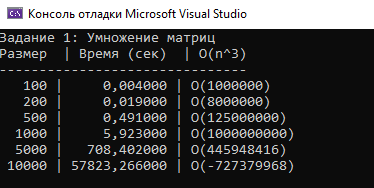 Консоль отладки Microsoft Visual Studio
Задание 1: Умножение матриц
Размер | Время (сек) | O(n^3)
---------------------------------
100 | 0,004000 | O(1000000)
200 | 0,019000 | O(8000000)
500 | 0,491000 | O(125000000)
1000 | 5,923000 | O(1000000000)
5000 | 708,402000 | O(445948416)
10000 | 57823,266000 | O(-727379968)